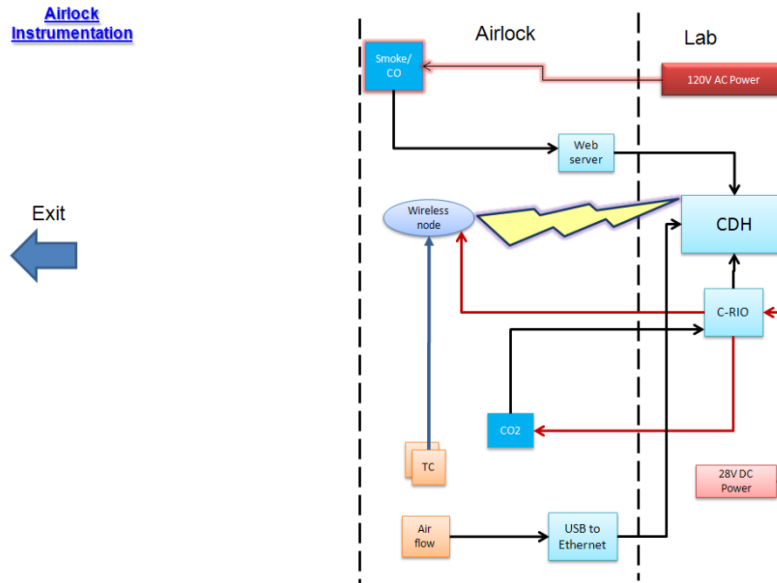 Airlock
Instrumentation
Airlock
Lab
Smoke/
CO
120V AC Power
Web
server
Exit
Wireless
node
CDH
C-RIO
CO2
TC
28V DC
Power
Air
flow
USB to
Ethernet